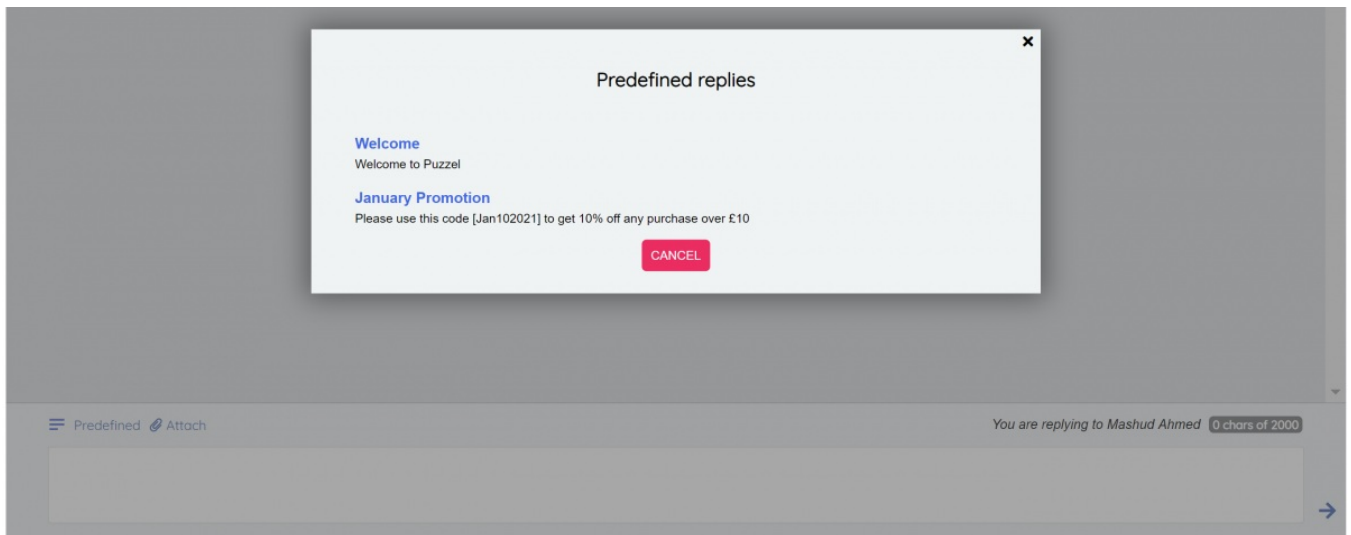 Predefined replies
Welcome
Welcome to Puzzel
January Promotion
Please use this code [Jan102021] to get 10% off any purchase over £10
CANCEL
Predefined Attach
You are replying to Mashud Ahmed 0 chars of 2000